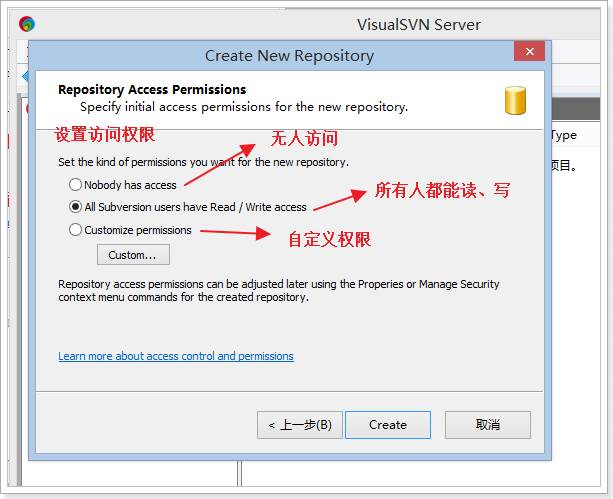 VisualSVN Server
Create New Repository
Repository Access Permissions
Specify initial access permissions for the new repository.
设置访问权限
无人访问
Set the kind of permissions you want for the new repository.
Nobody has access
All Subversion users have Read / Write access
所有人都能读、写
Customize permissions
自定义权限
Custom...
Repository access permissions can be adjusted later using the Properies or Manage Security
context menu commands for the created repository.
Learn more about access control and permissions
< 上一步(B)
Create
取消
Type
项目。